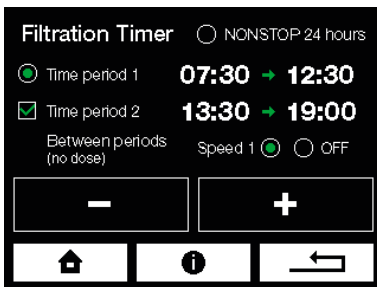 Filtration Timer NONSTOP 24 hours
Time period 1 07:30 → 12:30
Time period 2 13:30 → 19:00
Between periods Speed 1 OFF
(no dose)